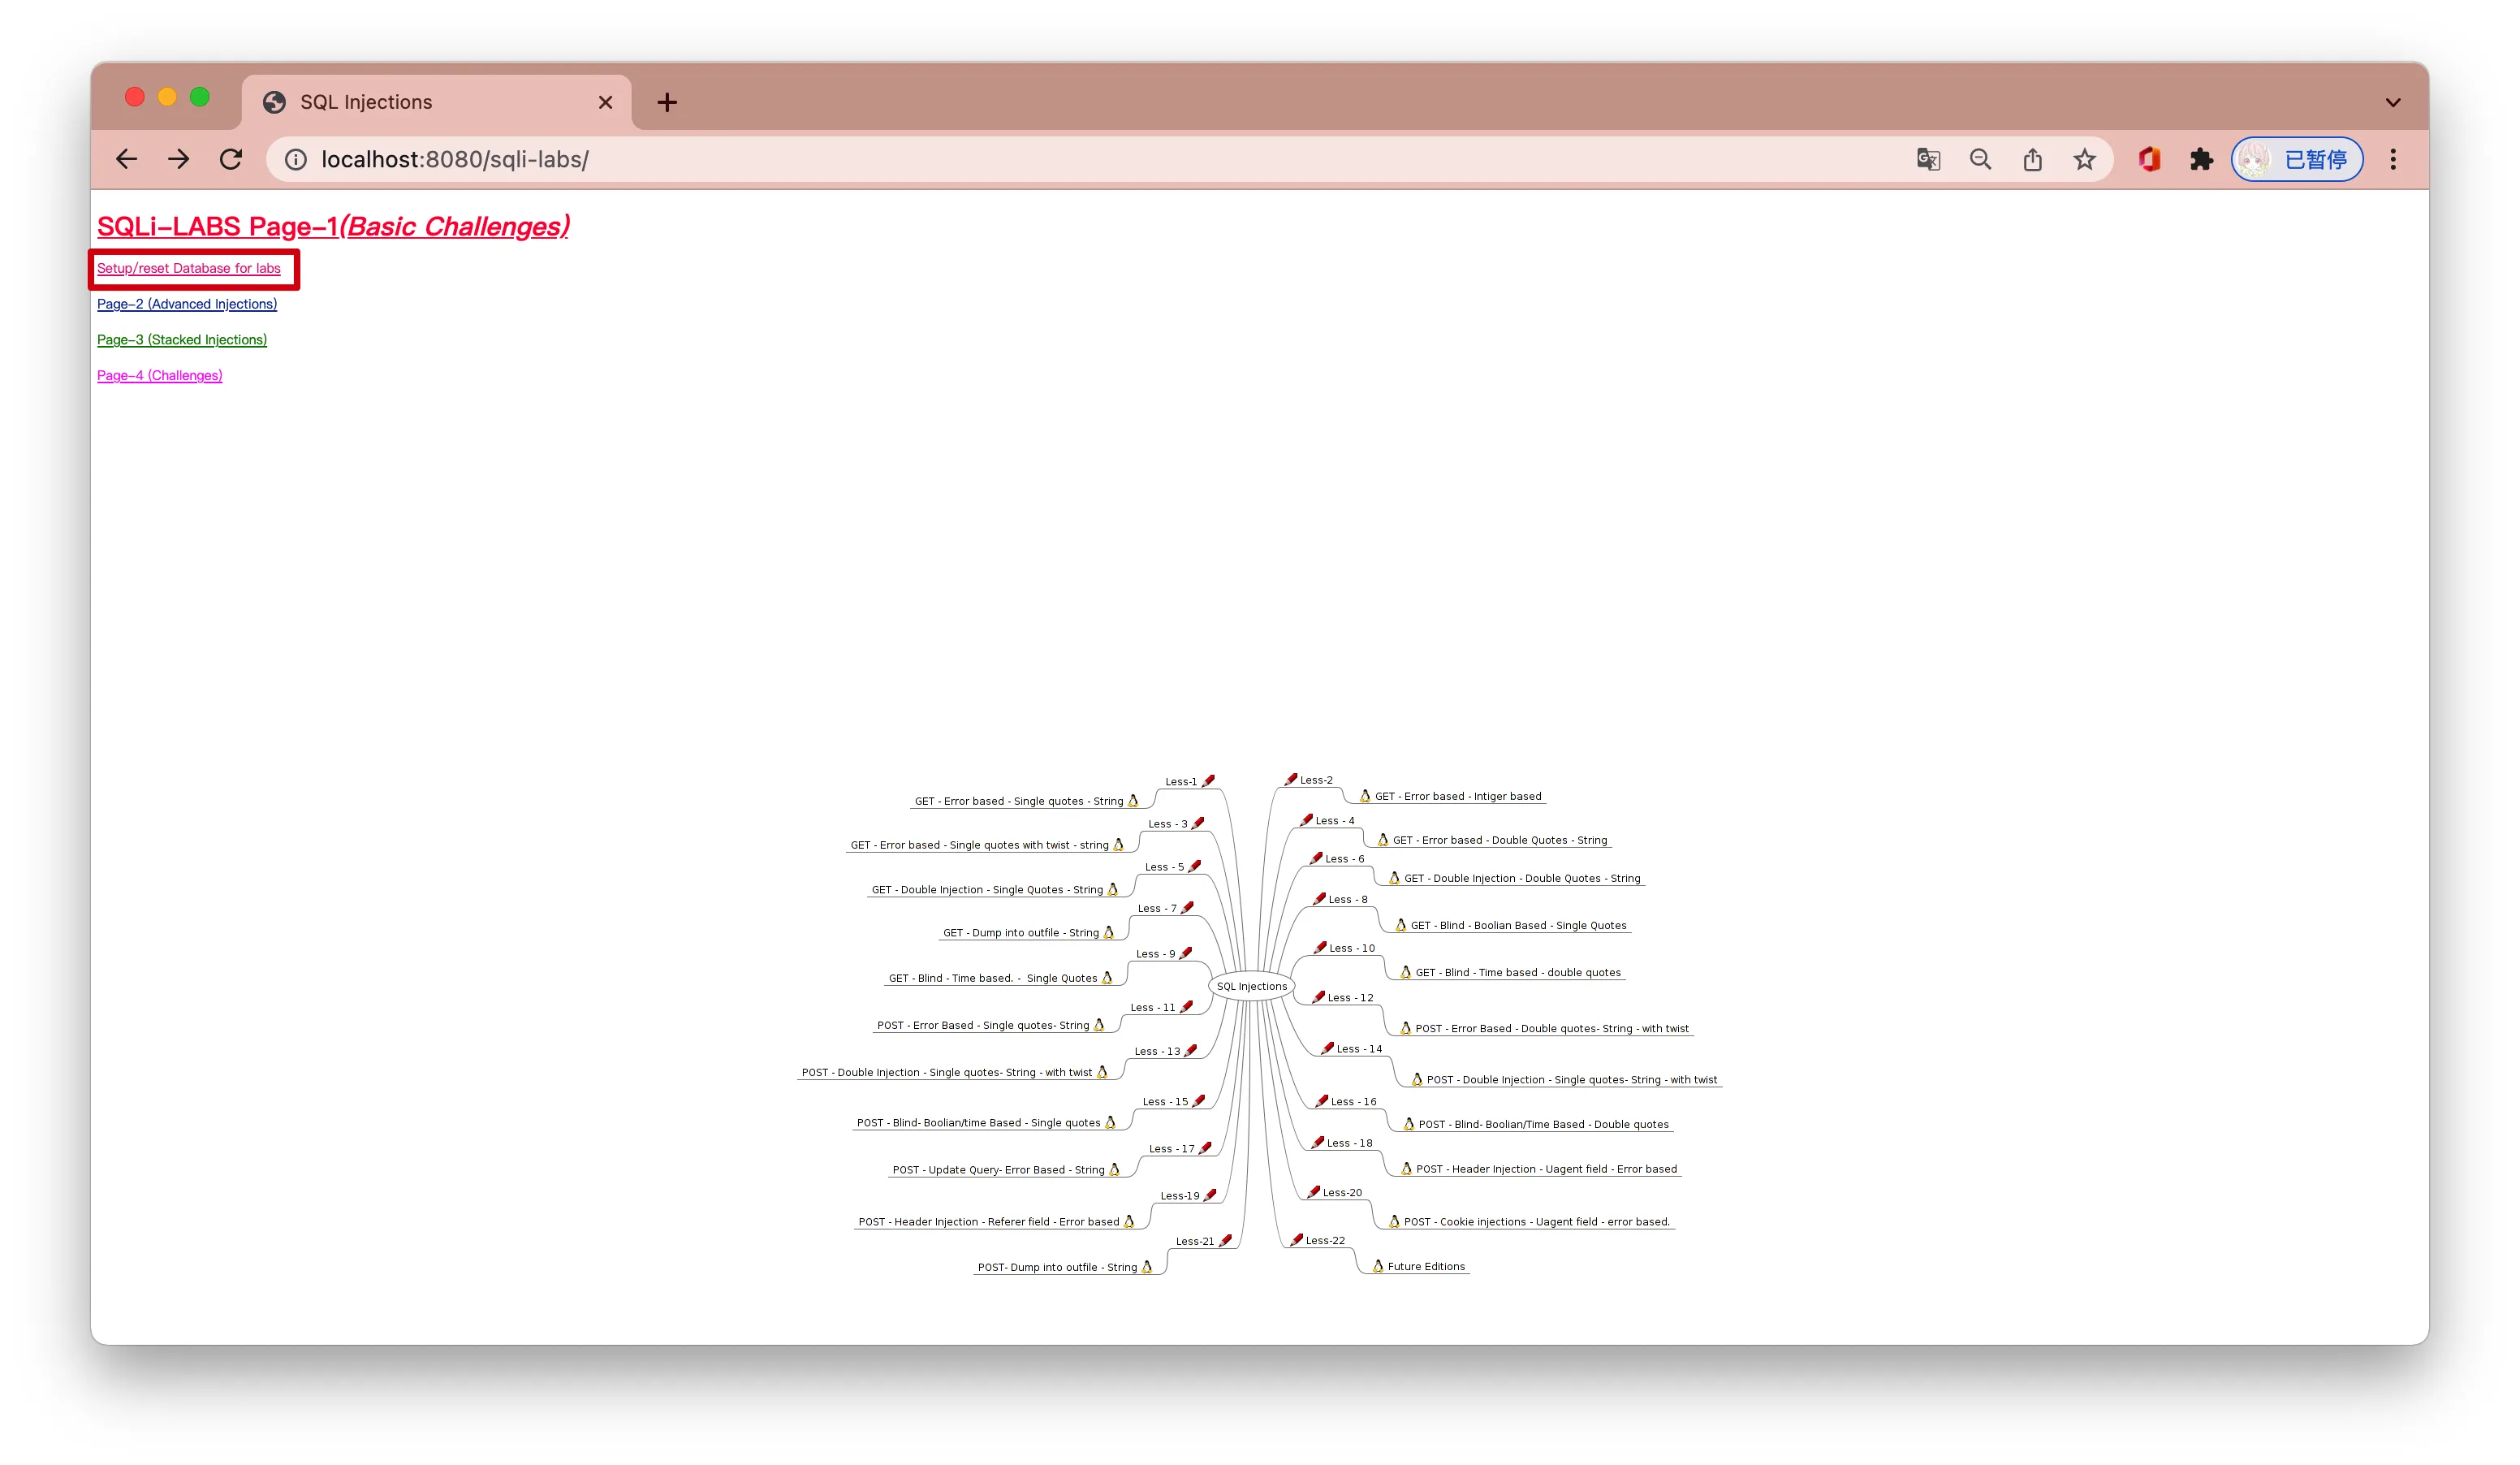 SQL Injections
localhost:8080/sqli-labs/
已暂停
SQLi-LABS Page-1(Basic Challenges)
Setup/reset Database for labs
Page-2 (Advanced Injections)
Page-3 (Stacked Injections)
Page-4 (Challenges)
Less-1
GET - Error based - Single quotes - String
Less - 3
GET - Error based - Single quotes with twist - string
Less - 5
GET - Double Injection - Single Quotes - String
Less - 7
GET - Dump into outfile - String
Less - 9
GET - Blind - Time based. - Single Quotes
Less - 11
POST - Error Based - Single quotes- String
Less - 13
POST - Double Injection - Single quotes- String - with twist
Less - 15
POST - Blind- Boolian/time Based - Single quotes
Less - 17
POST - Update Query- Error Based - String
Less-19
POST - Header Injection - Referer field - Error based
Less-21
POST- Dump into outfile - String
SQL Injections
Less-2
GET - Error based - Intiger based
Less - 4
GET - Error based - Double Quotes - String
Less - 6
GET - Double Injection - Double Quotes - String
Less - 8
GET - Blind - Boolian Based - Single Quotes
Less - 10
GET - Blind - Time based - double quotes
Less - 12
POST - Error Based - Double quotes- String - with twist
Less - 14
POST - Double Injection - Single quotes- String - with twist
Less - 16
POST - Blind- Boolian/Time Based - Double quotes
Less - 18
POST - Header Injection - Uagent field - Error based
Less-20
POST - Cookie injections - Uagent field - error based.
Less-22
Future Editions